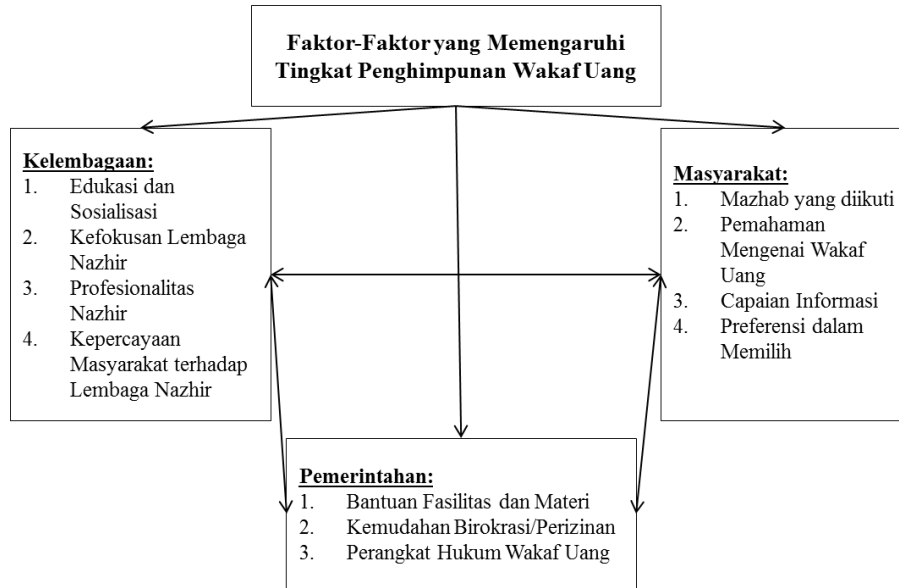 Faktor-Faktor yang Memengaruhi
Tingkat Penghimpunan Wakaf Uang
Kelembagaan:
1. Edukasi dan
Sosialisasi
2. Kefokusan Lembaga
Nazhir
3. Profesionalitas
Nazhir
4. Kepercayaan
Masyarakat terhadap
Lembaga Nazhir
Masyarakat:
1. Mazhab yang diikuti
2. Pemahaman
Mengenai Wakaf
Uang
3. Capaian Informasi
4. Preferensi dalam
Memilih
Pemerintahan:
1. Bantuan Fasilitas dan Materi
2. Kemudahan Birokrasi/Perizinan
3. Perangkat Hukum Wakaf Uang